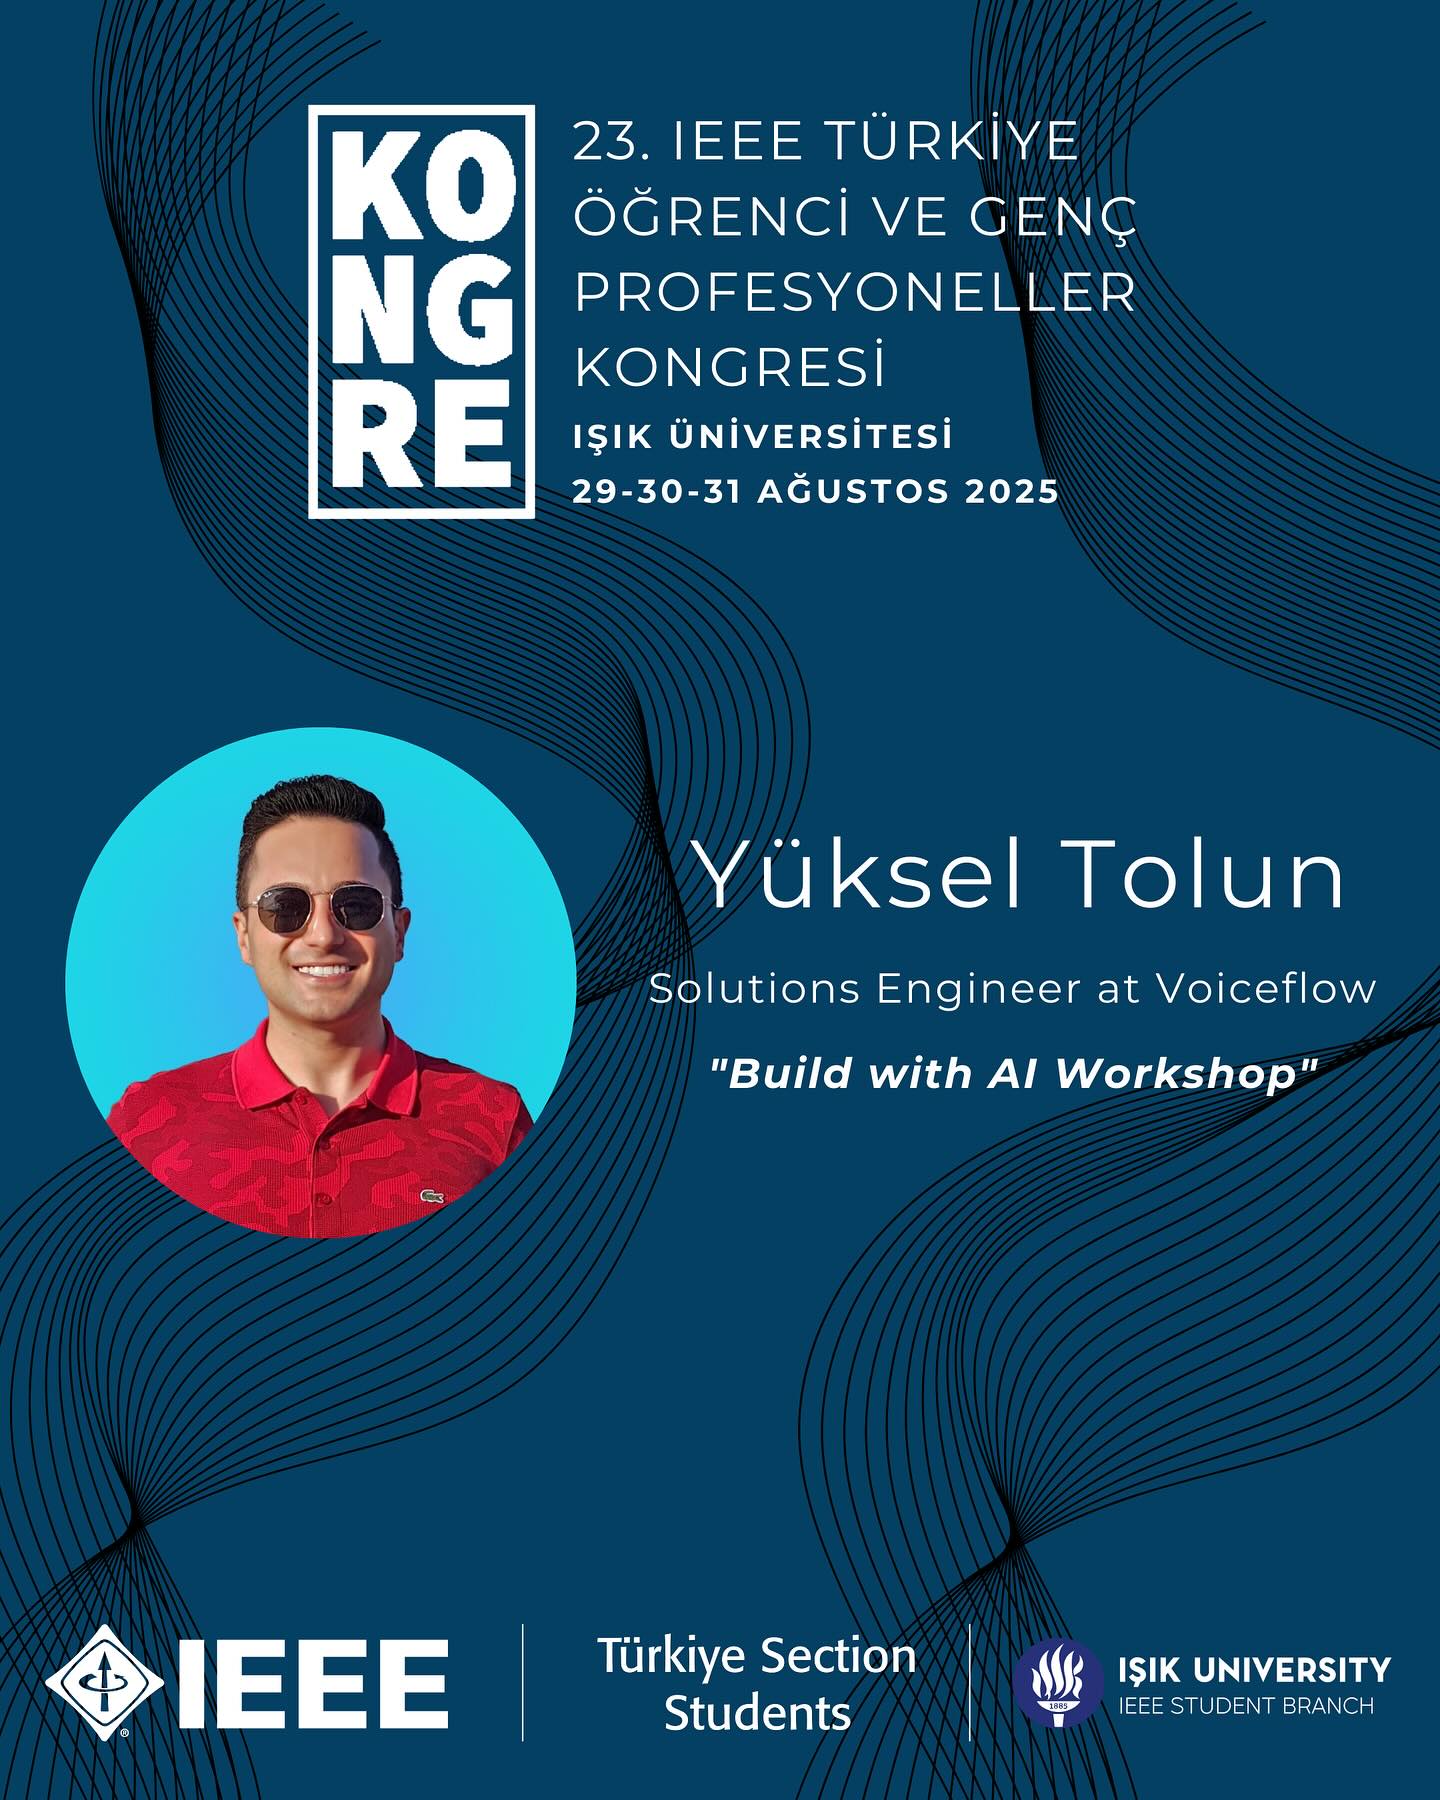 KO
NG
RE
23. IEEE TÜRKİYE
ÖĞRENCİ VE GENÇ
PROFESYONELLER
KONGRESİ
IŞIK ÜNİVERSİTESİ
29-30-31 AĞUSTOS 2025
Yüksel Tolun
Solutions Engineer at Voiceflow
"Build with AI Workshop"
IEEE
®
Türkiye Section
Students
1885
IŞIK UNIVERSITY
IEEE STUDENT BRANCH